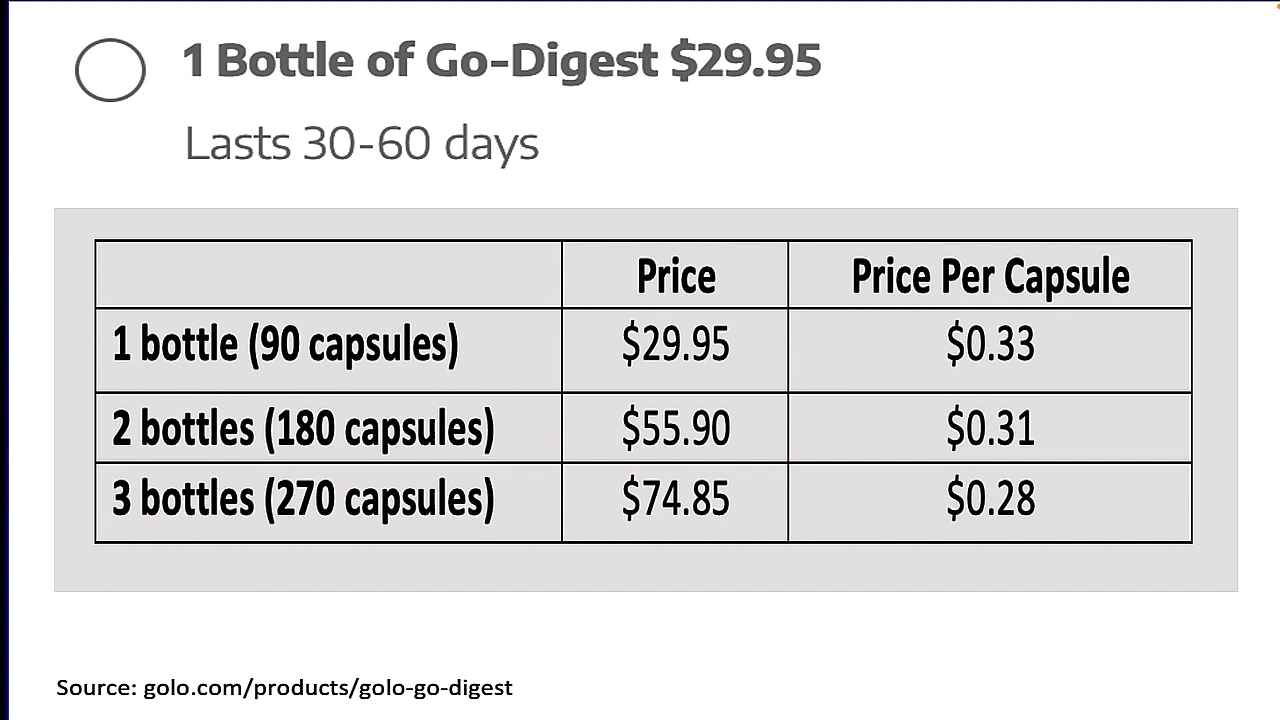 1 Bottle of Go-Digest $29.95
Lasts 30-60 days
Price Price Per Capsule
1 bottle (90 capsules) $29.95 $0.33
2 bottles (180 capsules) $55.90 $0.31
3 bottles (270 capsules) $74.85 $0.28
Source: golo.com/products/golo-go-digest